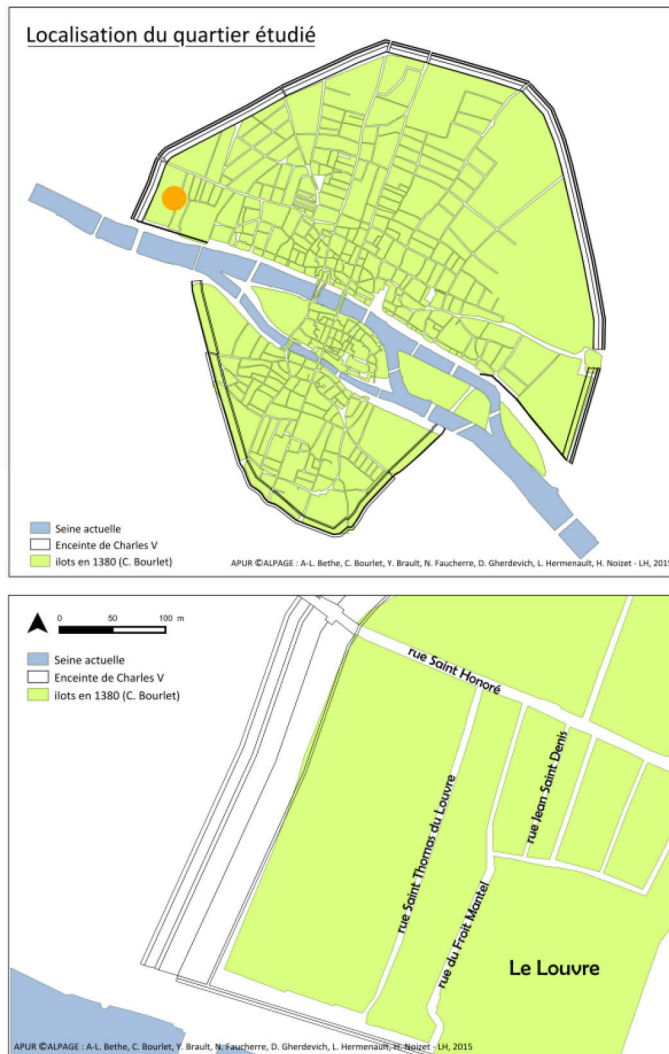 Localisation du quartier étudié
Seine actuelle
Enceinte de Charles V
ilots en 1380 (C. Bourlet)
APUR ©ALPAGE : A-L. Bethe, C. Bourlet, Y. Brault, N. Faucherre, D. Gherdevich, L. Hermenault, H. Noizet - LH, 2015
0 50 100 m
Seine actuelle
Enceinte de Charles V
ilots en 1380 (C. Bourlet)
rue Saint Honoré
rue Jean Saint Denis
rue Saint Thomas du Louvre
rue du Froit Mantel
Le Louvre
APUR ©ALPAGE : A-L. Bethe, C. Bourlet, Y. Brault, N. Faucherre, D. Gherdevich, L. Hermenault, H. Noizet - LH, 2015